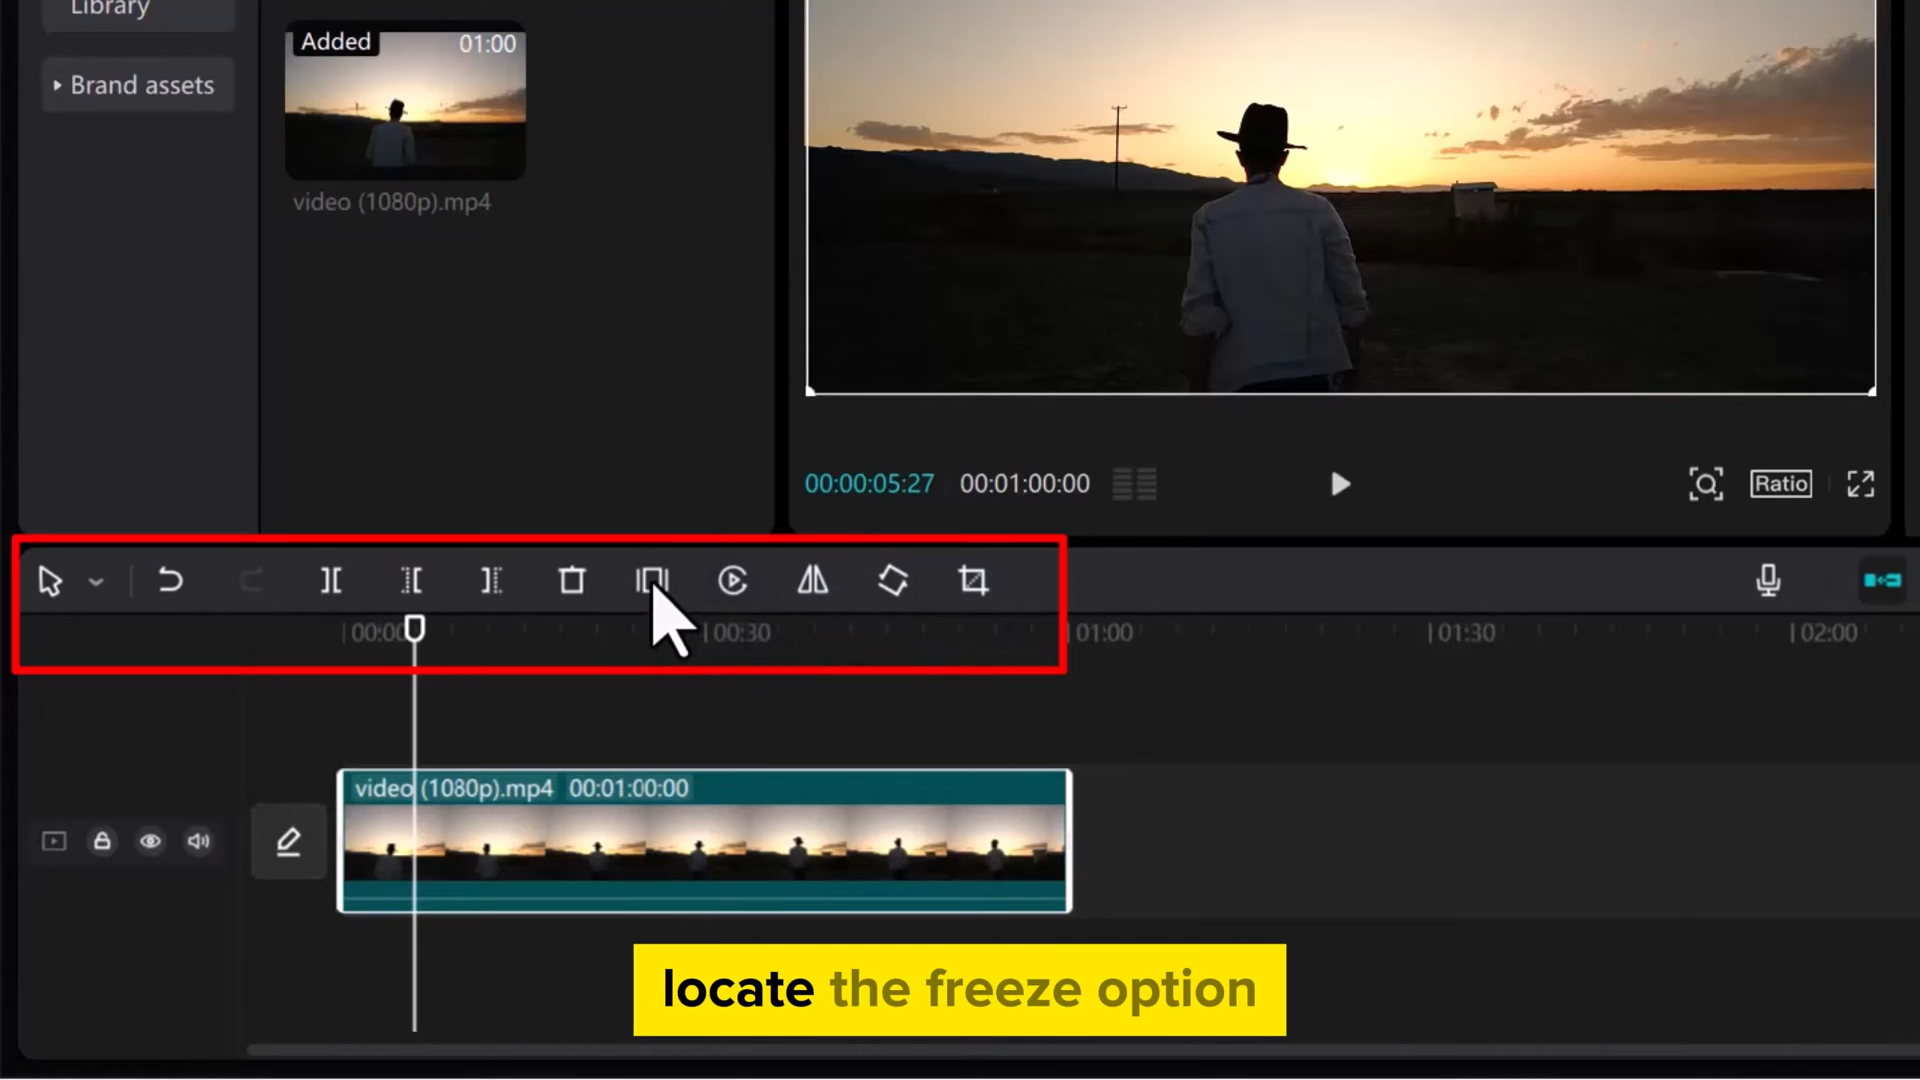 Library
Brand assets
Added
01:00
video (1080p).mp4
00:00:05:27
00:01:00:00
Ratio
00:00
00:30
01:00
01:30
02:00
video (1080p).mp4 00:01:00:00
locate the freeze option